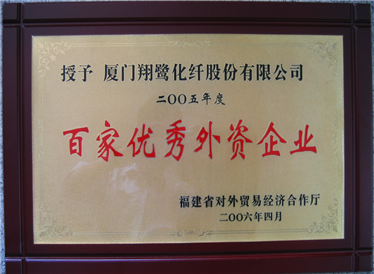 授予 厦门翔鹭化纤股份有限公司
二〇〇五年度
百家优秀外资企业
福建省对外贸易经济合作厅
二〇〇六年四月